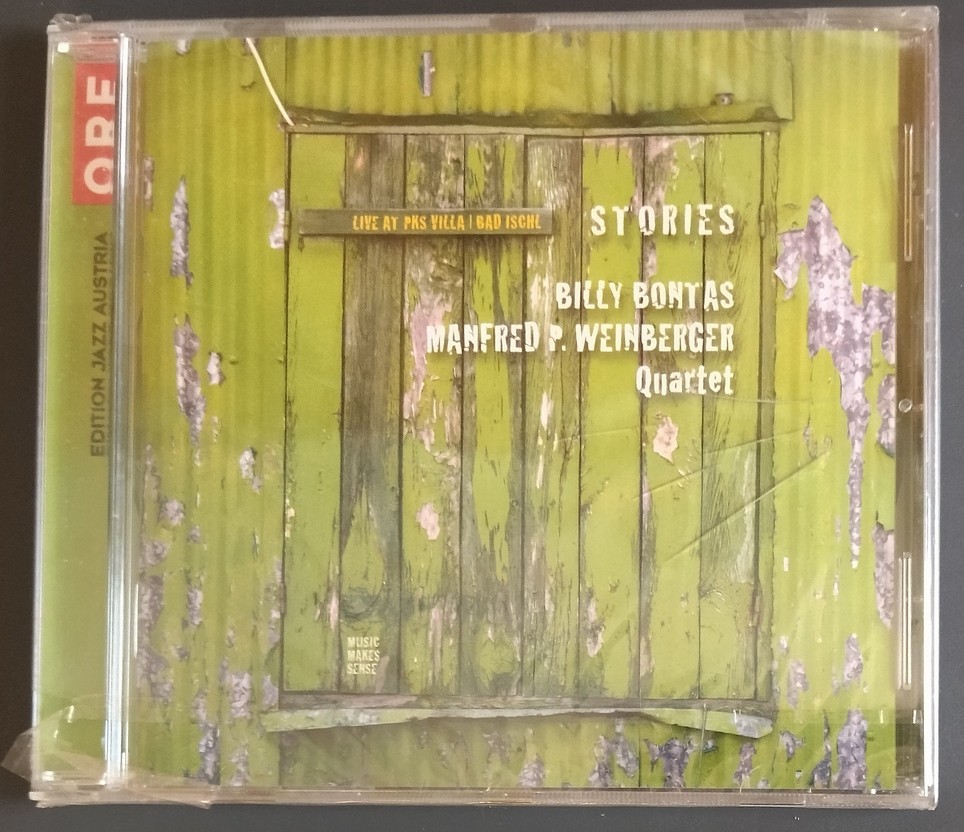 ORF
EDITION JAZZ AUSTRIA
LIVE AT PKS VILLA | BAD ISCHL
STORIES
BILLY BONTAS
MANFRED P. WEINBERGER
Quartet
MUSIC
MAKES
SENSE